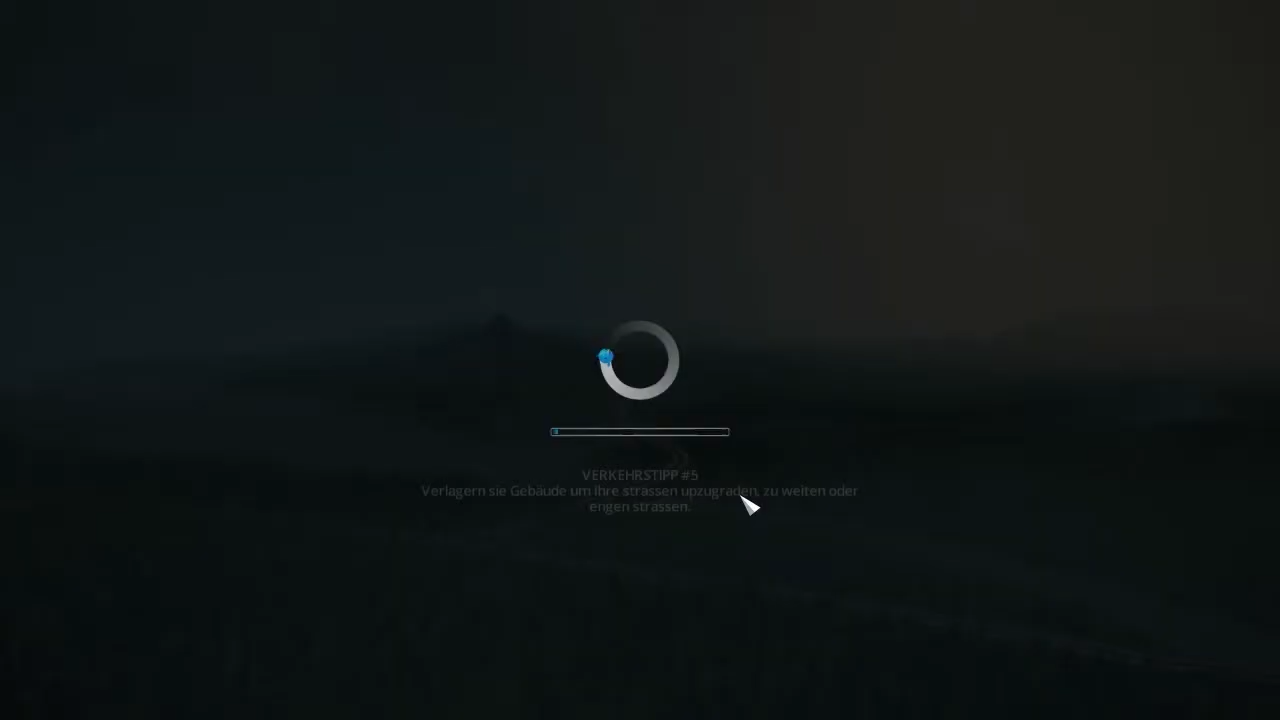 VERKEHRSTIPP #5
Verlagern sie Gebäude um Ihre strassen upzugraden, zu weiten oder
engen strassen.